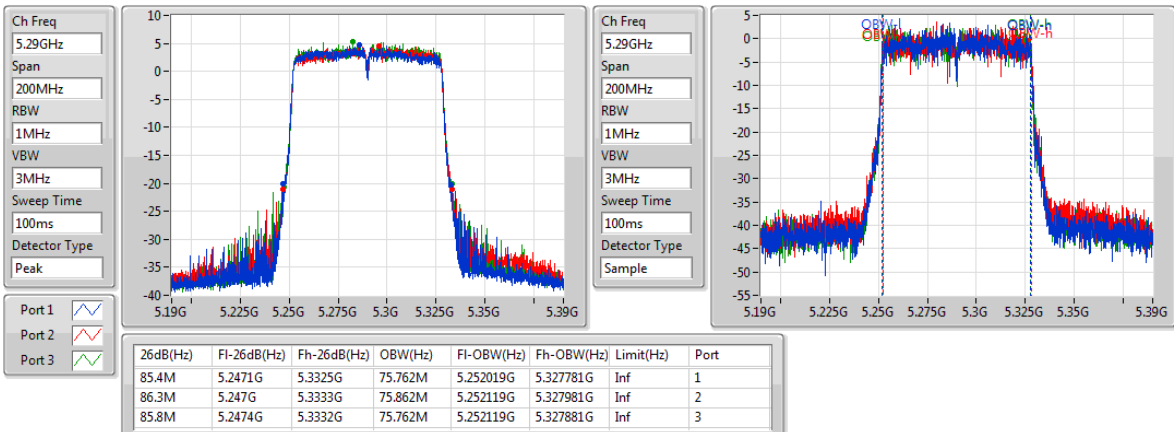 Ch Freq
5.29GHz
Span
200MHz
RBW
1MHz
VBW
3MHz
Sweep Time
100ms
Detector Type
Peak
Port 1
Port 2
Port 3
10
5
0
-5
-10
-15
-20
-25
-30
-35
-40
5.19G 5.25G 5.275G 5.3G 5.325G 5.35G 5.39G
Ch Freq
5.29GHz
Span
200MHz
RBW
1MHz
VBW
3MHz
Sweep Time
100ms
Detector Type
Sample
5
0
-5
-10
-15
-20
-25
-30
-35
-40
-45
-50
-55
OBW-l OBW-h
5.19G 5.25G 5.275G 5.3G 5.325G 5.35G 5.39G
26dB(Hz) Fl-26dB(Hz) Fh-26dB(Hz) OBW(Hz) Fl-OBW(Hz) Fh-OBW(Hz) Limit(Hz) Port
85.4M 5.2471G 5.3325G 75.762M 5.252019G 5.327781G Inf 1
86.3M 5.247G 5.3333G 75.862M 5.252119G 5.327981G Inf 2
85.8M 5.2474G 5.3332G 75.762M 5.252119G 5.327881G Inf 3